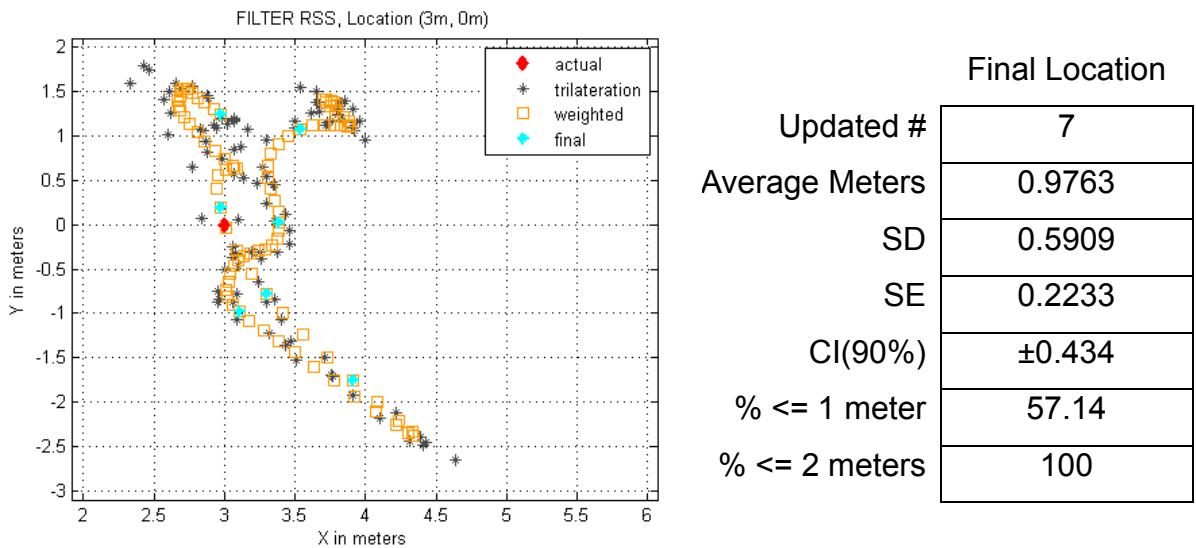 FILTER RSS, Location (3m, 0m)
actual
trilateration
weighted
final
2
1.5
1
0.5
0
-0.5
-1
-1.5
-2
-2.5
-3
Y in meters
2 2.5 3 3.5 4 4.5 5 5.5 6
X in meters
Final Location
Updated # 7
Average Meters 0.9763
SD 0.5909
SE 0.2233
CI(90%) ±0.434
% <= 1 meter 57.14
% <= 2 meters 100